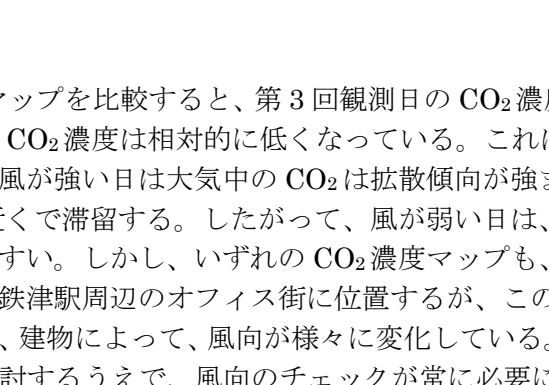 マップを比較すると、第 3 回観測日の CO₂濃度
CO₂濃度は相対的に低くなっている。これは
風が強い日は大気中の CO₂は拡散傾向が強ま
近くで滞留する。したがって、風が弱い日は、
すい。しかし、いずれの CO₂濃度マップも、
鉄津駅周辺のオフィス街に位置するが、この
、建物によって、風向が様々に変化している。
討するうえで、風向のチェックが常に必要に